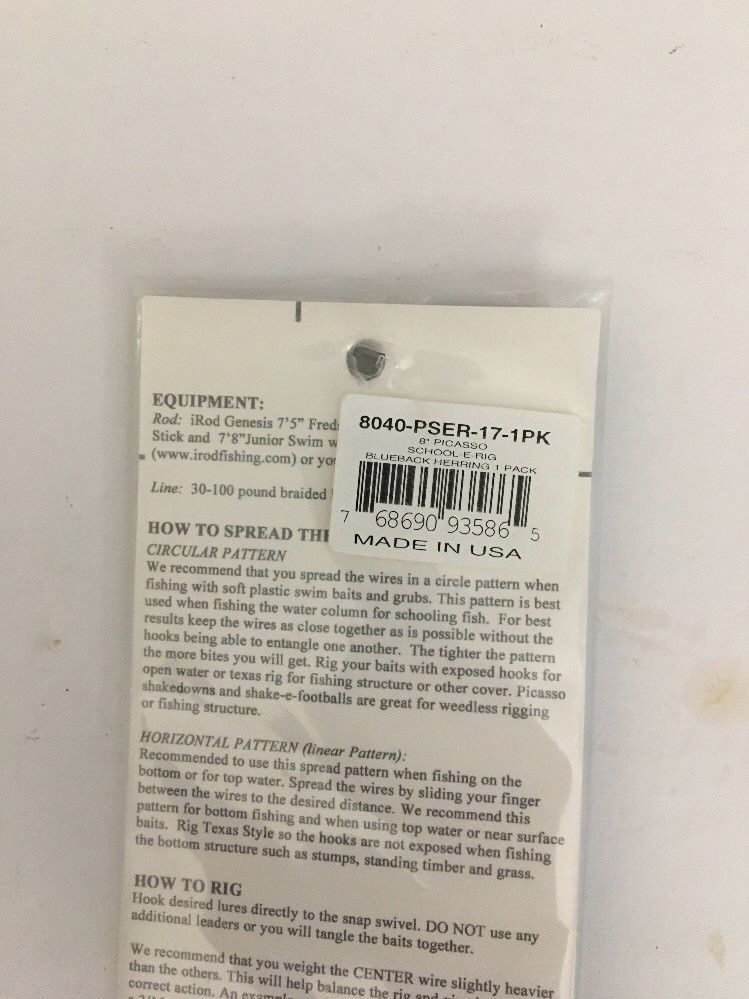 EQUIPMENT:
Rod: iRod Genesis 7'5" Fred
Stick and 7'8"Junior Swim
(www.irodfishing.com) or
Line: 30-100 pound braided
8040-PSER-17-1PK
8" PICASSO
SCHOOL-E-RIG
BLUEBACK HERRING 1 PACK
7 68690 93586 5
MADE IN USA
HOW TO SPREAD THE
CIRCULAR PATTERN
We recommend that you spread the wires in a circle pattern when
fishing with soft plastic swim baits and grubs. This pattern is best
used when fishing the water column for schooling fish. For best
results keep the wires as close together as is possible without the
hooks being able to entangle one another. The tighter the pattern
the more bites you will get. Rig your baits with exposed hooks for
open water or texas rig for fishing structure or other cover. Picasso
shakedowns and shake-e-footballs are great for weedless rigging
or fishing structure.
HORIZONTAL PATTERN (linear Pattern):
Recommended to use this spread pattern when fishing on the
bottom or for top water. Spread the wires by sliding your finger
between the wires to the desired distance. We recommend this
pattern for bottom fishing and when using top water or near surface
baits. Rig Texas Style so the hooks are not exposed when fishing
the bottom structure such as stumps, standing timber and grass.
HOW TO RIG
Hook desired lures directly to the snap swivel. DO NOT use any
additional leaders or you will tangle the baits together.
We recommend that you weight the CENTER wire slightly heavier
than the others. This will help balance the rig and
correct action. An